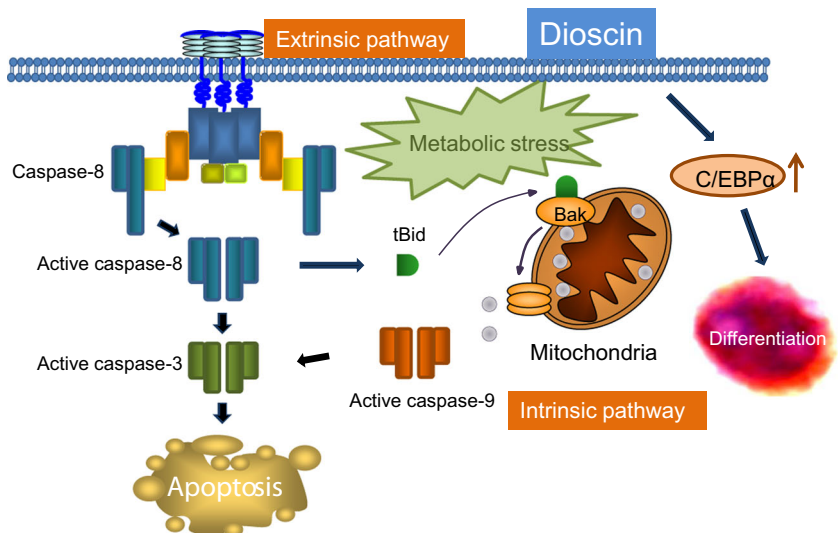 Extrinsic pathway
Dioscin
Metabolic stress
Caspase-8
C/EBPα
Bak
tBid
Active caspase-8
Differentiation
Mitochondria
Active caspase-3
Active caspase-9
Intrinsic pathway
Apoptosis